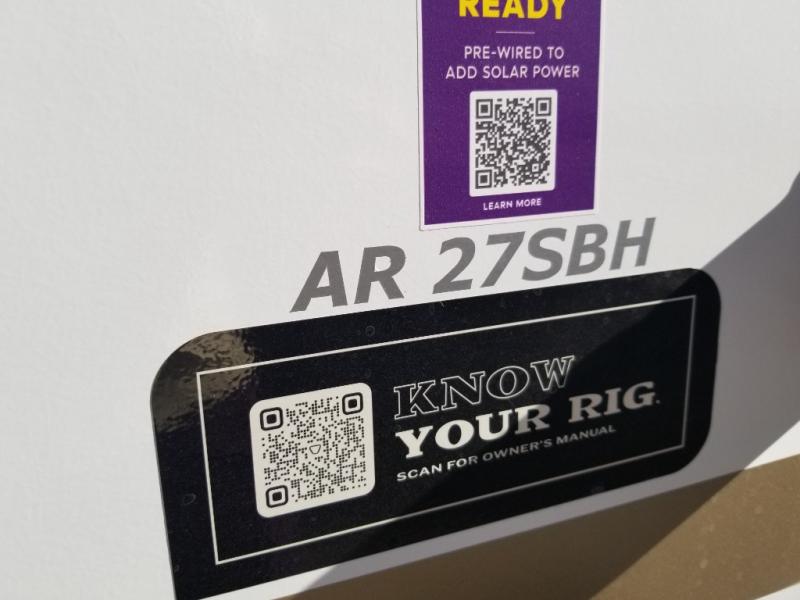 READY
PRE-WIRED TO
ADD SOLAR POWER
LEARN MORE
AR 27SBH
KNOW
YOUR RIG.
SCAN FOR OWNER'S MANUAL